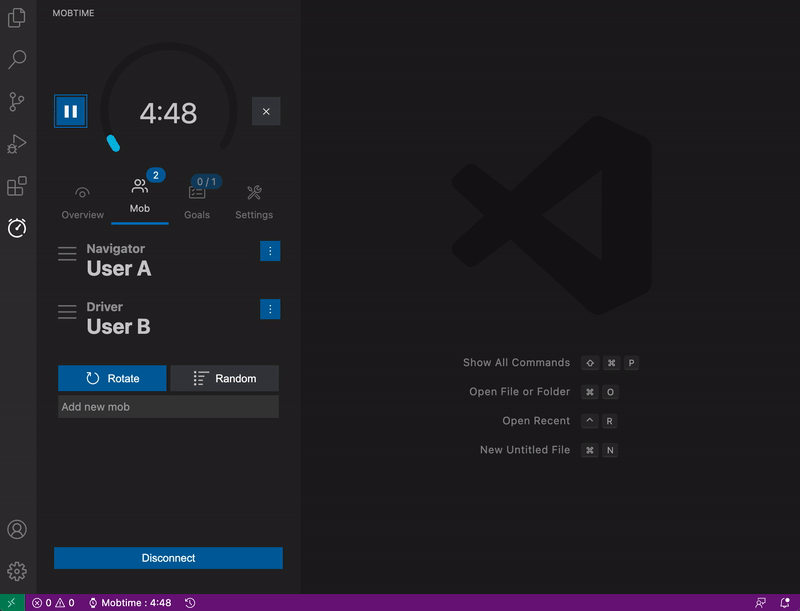 MOBTIME
4:48
2
0 / 1
Overview
Mob
Goals
Settings
Navigator
User A
Driver
User B
Rotate
Random
Add new mob
Disconnect
Show All Commands ⇧ ⌘ P
Open File or Folder ⌘ O
Open Recent ^ R
New Untitled File ⌘ N
0 0 Mobtime : 4:48